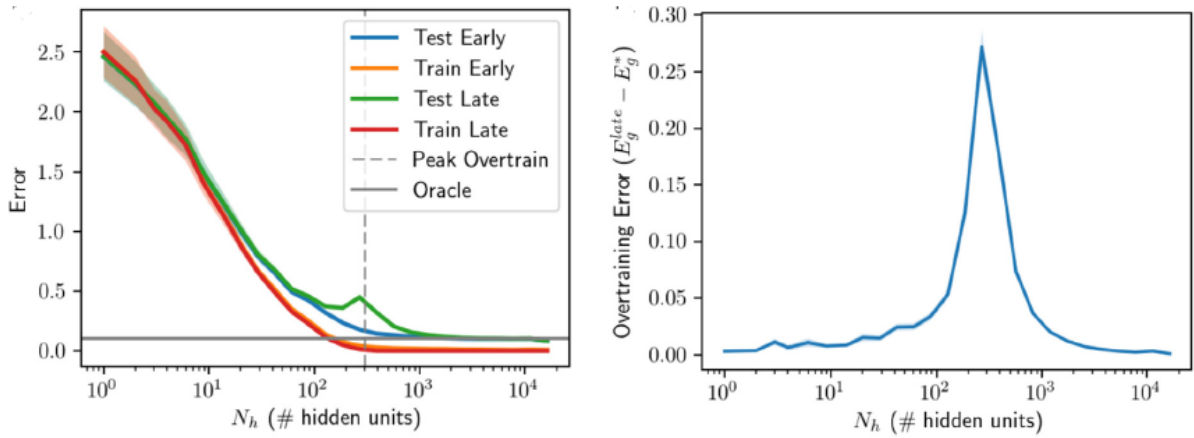 2.5
2.0
1.5
1.0
0.5
0.0
Error
Test Early
Train Early
Test Late
Train Late
Peak Overtrain
Oracle
10^0 10^1 10^2 10^3 10^4
N_h (# hidden units)
0.30
0.25
0.20
0.15
0.10
0.05
0.00
Overtraining Error (E_g^{late} − E_g^*)
10^0 10^1 10^2 10^3 10^4
N_h (# hidden units)